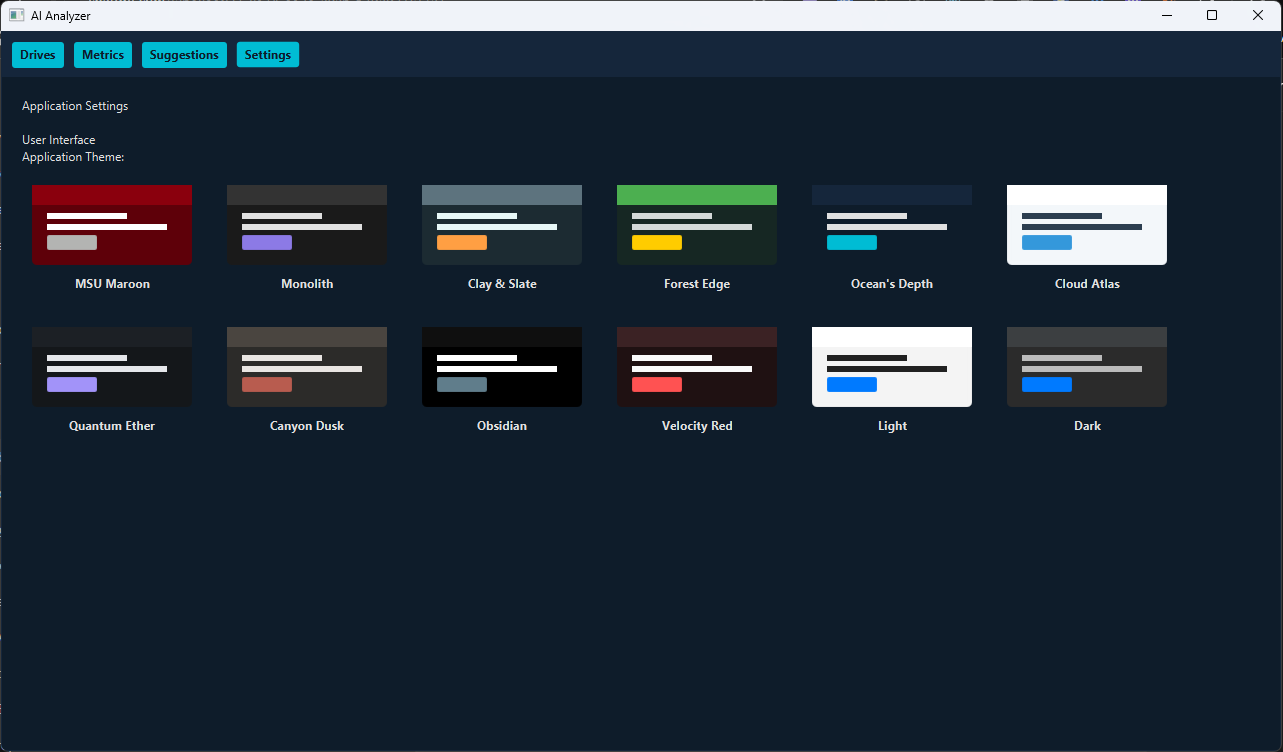 AI Analyzer
Drives Metrics Suggestions Settings
Application Settings
User Interface
Application Theme:
MSU Maroon Monolith Clay & Slate Forest Edge Ocean's Depth Cloud Atlas
Quantum Ether Canyon Dusk Obsidian Velocity Red Light Dark